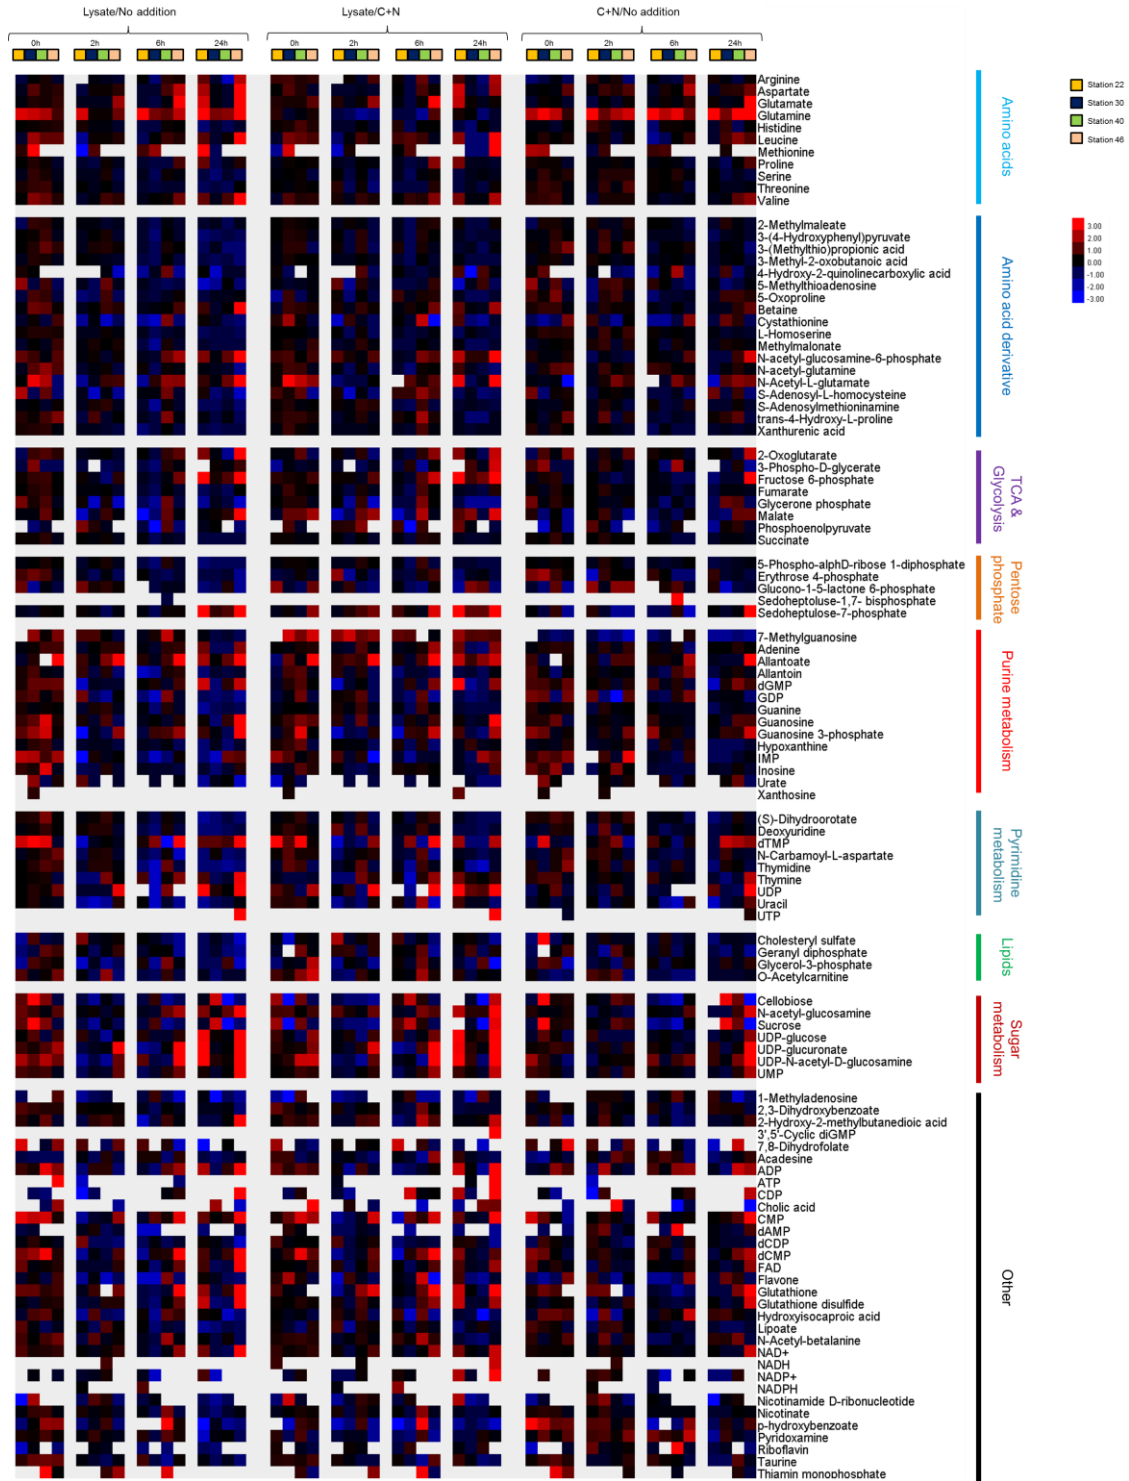 Lysate/No addition
Lysate/C+N
C+N/No addition
0h
2h
6h
24h
0h
2h
6h
24h
0h
2h
6h
24h
Station 22
Station 30
Station 40
Station 46
3.00
2.00
1.00
0.00
-1.00
-2.00
-3.00
Amino acids
Arginine
Aspartate
Glutamate
Glutamine
Histidine
Leucine
Methionine
Proline
Serine
Threonine
Valine
Amino acid derivative
2-Methylmaleate
3-(4-Hydroxyphenyl)pyruvate
3-(Methylthio)propionic acid
3-Methyl-2-oxobutanoic acid
4-Hydroxy-2-quinolinecarboxylic acid
5-Methylthioadenosine
5-Oxoproline
Betaine
Cystathionine
L-Homoserine
Methylmalonate
N-acetyl-glucosamine-6-phosphate
N-acetyl-glutamine
N-Acetyl-L-glutamate
S-Adenosyl-L-homocysteine
S-Adenosylmethioninamine
trans-4-Hydroxy-L-proline
Xanthurenic acid
TCA &
Glycolysis
2-Oxoglutarate
3-Phospho-D-glycerate
Fructose 6-phosphate
Fumarate
Glycerone phosphate
Malate
Phosphoenolpyruvate
Succinate
Pentose
phosphate
5-Phospho-alphD-ribose 1-diphosphate
Erythrose 4-phosphate
Glucono-1-5-lactone 6-phosphate
Sedoheptoluse-1,7- bisphosphate
Sedoheptulose-7-phosphate
Purine metabolism
7-Methylguanosine
Adenine
Allantoate
Allantoin
dGMP
GDP
Guanine
Guanosine
Guanosine 3-phosphate
Hypoxanthine
IMP
Inosine
Urate
Xanthosine
Pyrimidine
metabolism
(S)-Dihydroorotate
Deoxyuridine
dTMP
N-Carbamoyl-L-aspartate
Thymidine
Thymine
UDP
Uracil
UTP
Lipids
Cholesteryl sulfate
Geranyl diphosphate
Glycerol-3-phosphate
O-Acetylcarnitine
Sugar
metabolism
Cellobiose
N-acetyl-glucosamine
Sucrose
UDP-glucose
UDP-glucuronate
UDP-N-acetyl-D-glucosamine
UMP
Other
1-Methyladenosine
2,3-Dihydroxybenzoate
2-Hydroxy-2-methylbutanedioic acid
3',5'-Cyclic diGMP
7,8-Dihydrofolate
Acadesine
ADP
ATP
CDP
Cholic acid
CMP
dAMP
dCDP
dCMP
FAD
Flavone
Glutathione
Glutathione disulfide
Hydroxyisocaproic acid
Lipoate
N-Acetyl-betalanine
NAD+
NADH
NADP+
NADPH
Nicotinamide D-ribonucleotide
Nicotinate
p-hydroxybenzoate
Pyridoxamine
Riboflavin
Taurine
Thiamin monophosphate